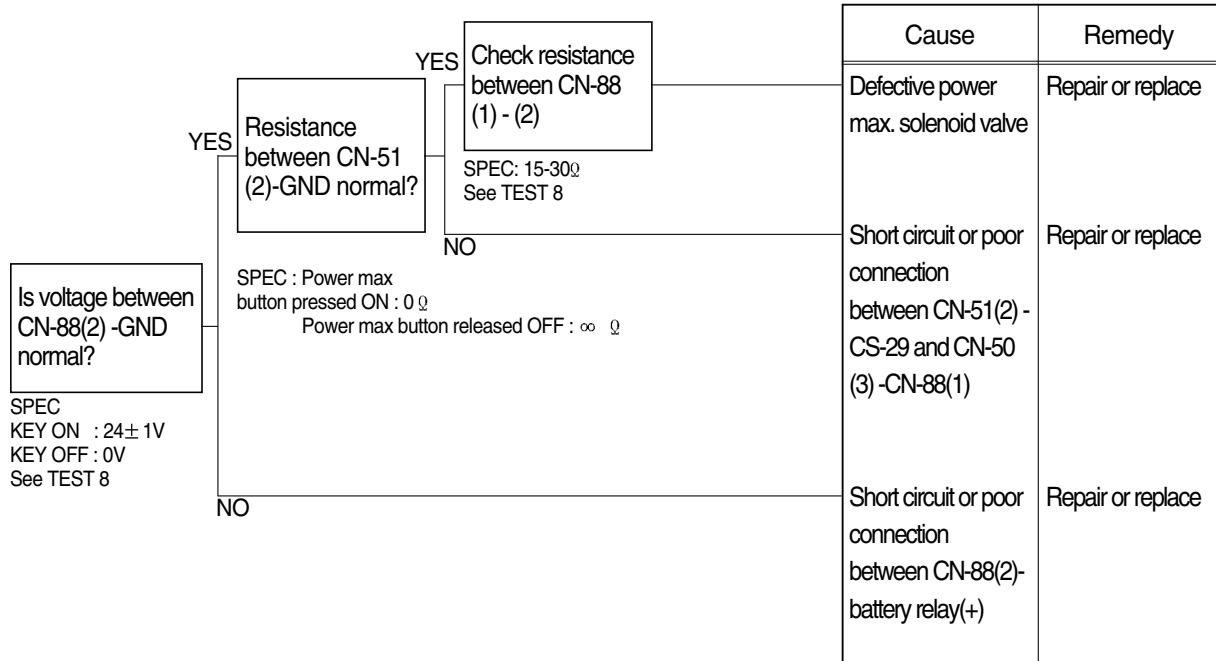 Cause
Remedy
YES
Check resistance
between CN-88
(1) - (2)
SPEC: 15-30Ω
See TEST 8
Defective power
max. solenoid valve
Repair or replace
YES
Resistance
between CN-51
(2)-GND normal?
NO
SPEC : Power max
button pressed ON : 0 Ω
Power max button released OFF : ∞ Ω
Short circuit or poor
connection
between CN-51(2) -
CS-29 and CN-50
(3) -CN-88(1)
Repair or replace
Is voltage between
CN-88(2) -GND
normal?
SPEC
KEY ON : 24± 1V
KEY OFF : 0V
See TEST 8
NO
Short circuit or poor
connection
between CN-88(2)-
battery relay(+)
Repair or replace